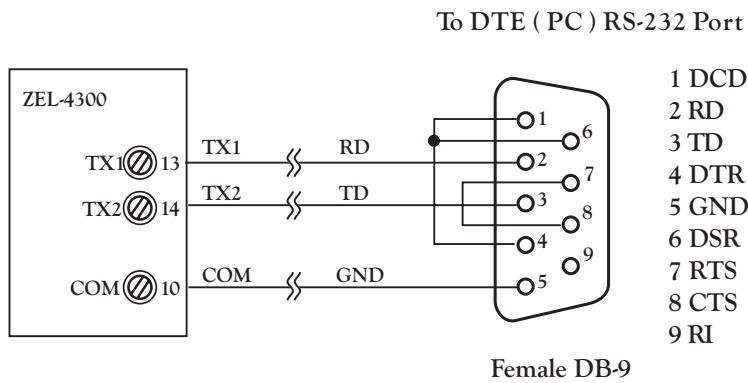 To DTE ( PC ) RS-232 Port
ZEL-4300
TX1 13 TX1 RD
TX2 14 TX2 TD
COM 10 COM GND
1
6
2
7
3
8
4
9
5
1 DCD
2 RD
3 TD
4 DTR
5 GND
6 DSR
7 RTS
8 CTS
9 RI
Female DB-9